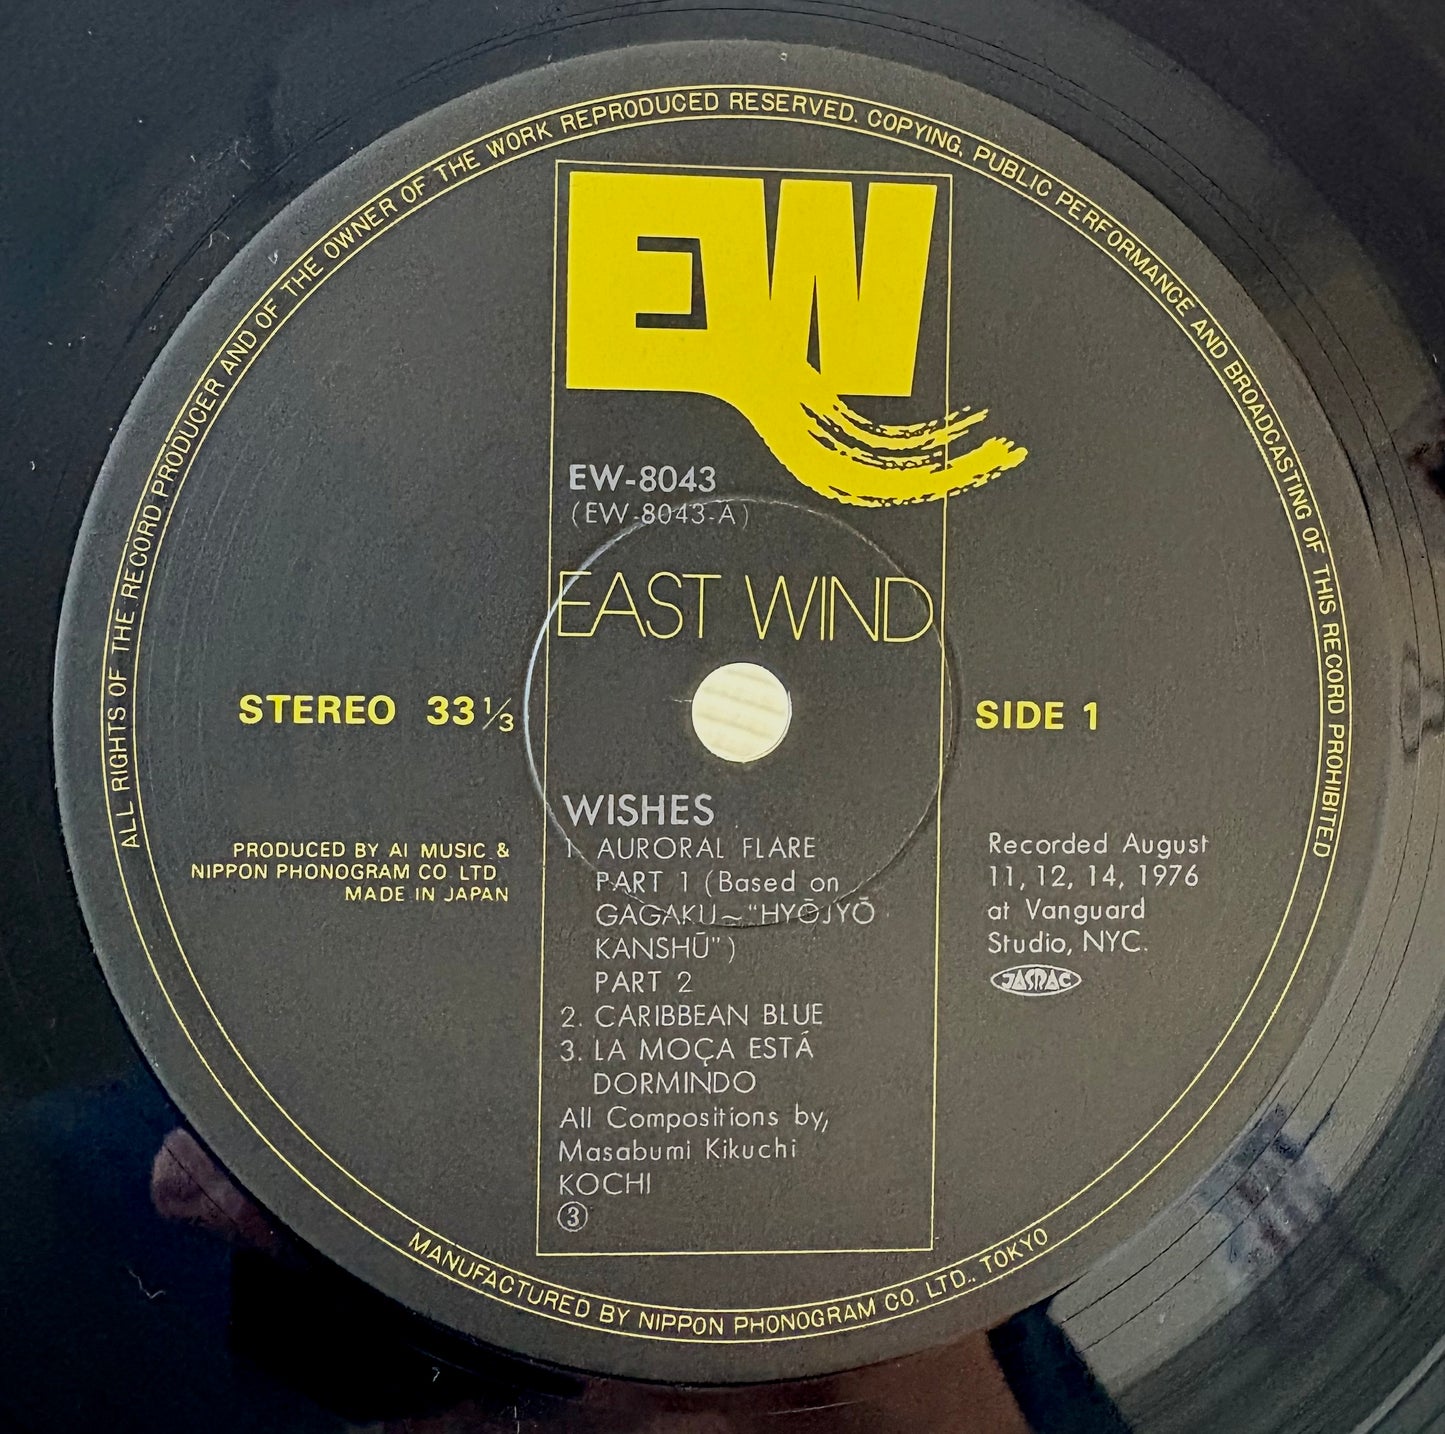 ALL RIGHTS OF THE RECORD PRODUCER AND OF THE OWNER OF THE WORK REPRODUCED RESERVED. COPYING, PUBLIC PERFORMANCE AND BROADCASTING OF THIS RECORD PROHIBITED
EW
EW-8043
(EW-8043-A)
EAST WIND
STEREO 33⅓
SIDE 1
PRODUCED BY AI MUSIC &
NIPPON PHONOGRAM CO. LTD
MADE IN JAPAN
WISHES
1. AURORAL FLARE
PART 1 (Based on
GAGAKU~"HYŌJYŌ
KANSHŪ")
PART 2
2. CARIBBEAN BLUE
3. LA MOÇA ESTÁ
DORMINDO
All Compositions by,
Masabumi Kikuchi
KOCHI
③
Recorded August
11, 12, 14, 1976
at Vanguard
Studio, NYC.
JASRAC
MANUFACTURED BY NIPPON PHONOGRAM CO. LTD., TOKYO